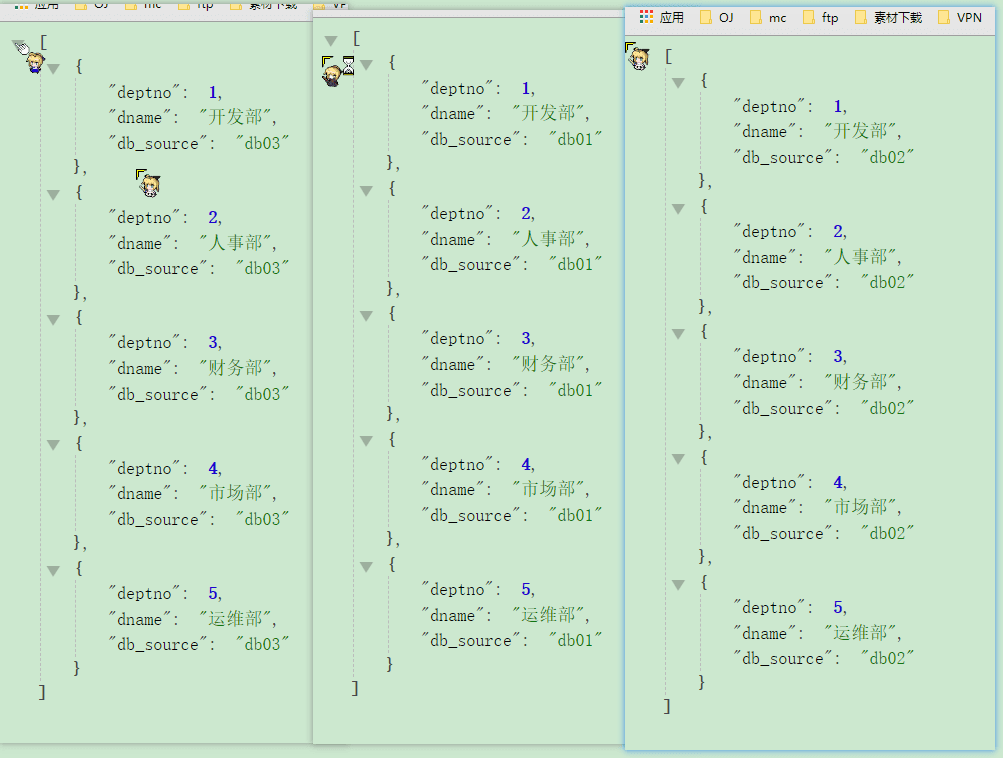 应用 OJ mc ftp 素材下载 VP
[
{
"deptno": 1,
"dname": "开发部",
"db_source": "db03"
},
{
"deptno": 2,
"dname": "人事部",
"db_source": "db03"
},
{
"deptno": 3,
"dname": "财务部",
"db_source": "db03"
},
{
"deptno": 4,
"dname": "市场部",
"db_source": "db03"
},
{
"deptno": 5,
"dname": "运维部",
"db_source": "db03"
}
]
[
{
"deptno": 1,
"dname": "开发部",
"db_source": "db01"
},
{
"deptno": 2,
"dname": "人事部",
"db_source": "db01"
},
{
"deptno": 3,
"dname": "财务部",
"db_source": "db01"
},
{
"deptno": 4,
"dname": "市场部",
"db_source": "db01"
},
{
"deptno": 5,
"dname": "运维部",
"db_source": "db01"
}
]
应用 OJ mc ftp 素材下载 VPN
[
{
"deptno": 1,
"dname": "开发部",
"db_source": "db02"
},
{
"deptno": 2,
"dname": "人事部",
"db_source": "db02"
},
{
"deptno": 3,
"dname": "财务部",
"db_source": "db02"
},
{
"deptno": 4,
"dname": "市场部",
"db_source": "db02"
},
{
"deptno": 5,
"dname": "运维部",
"db_source": "db02"
}
]